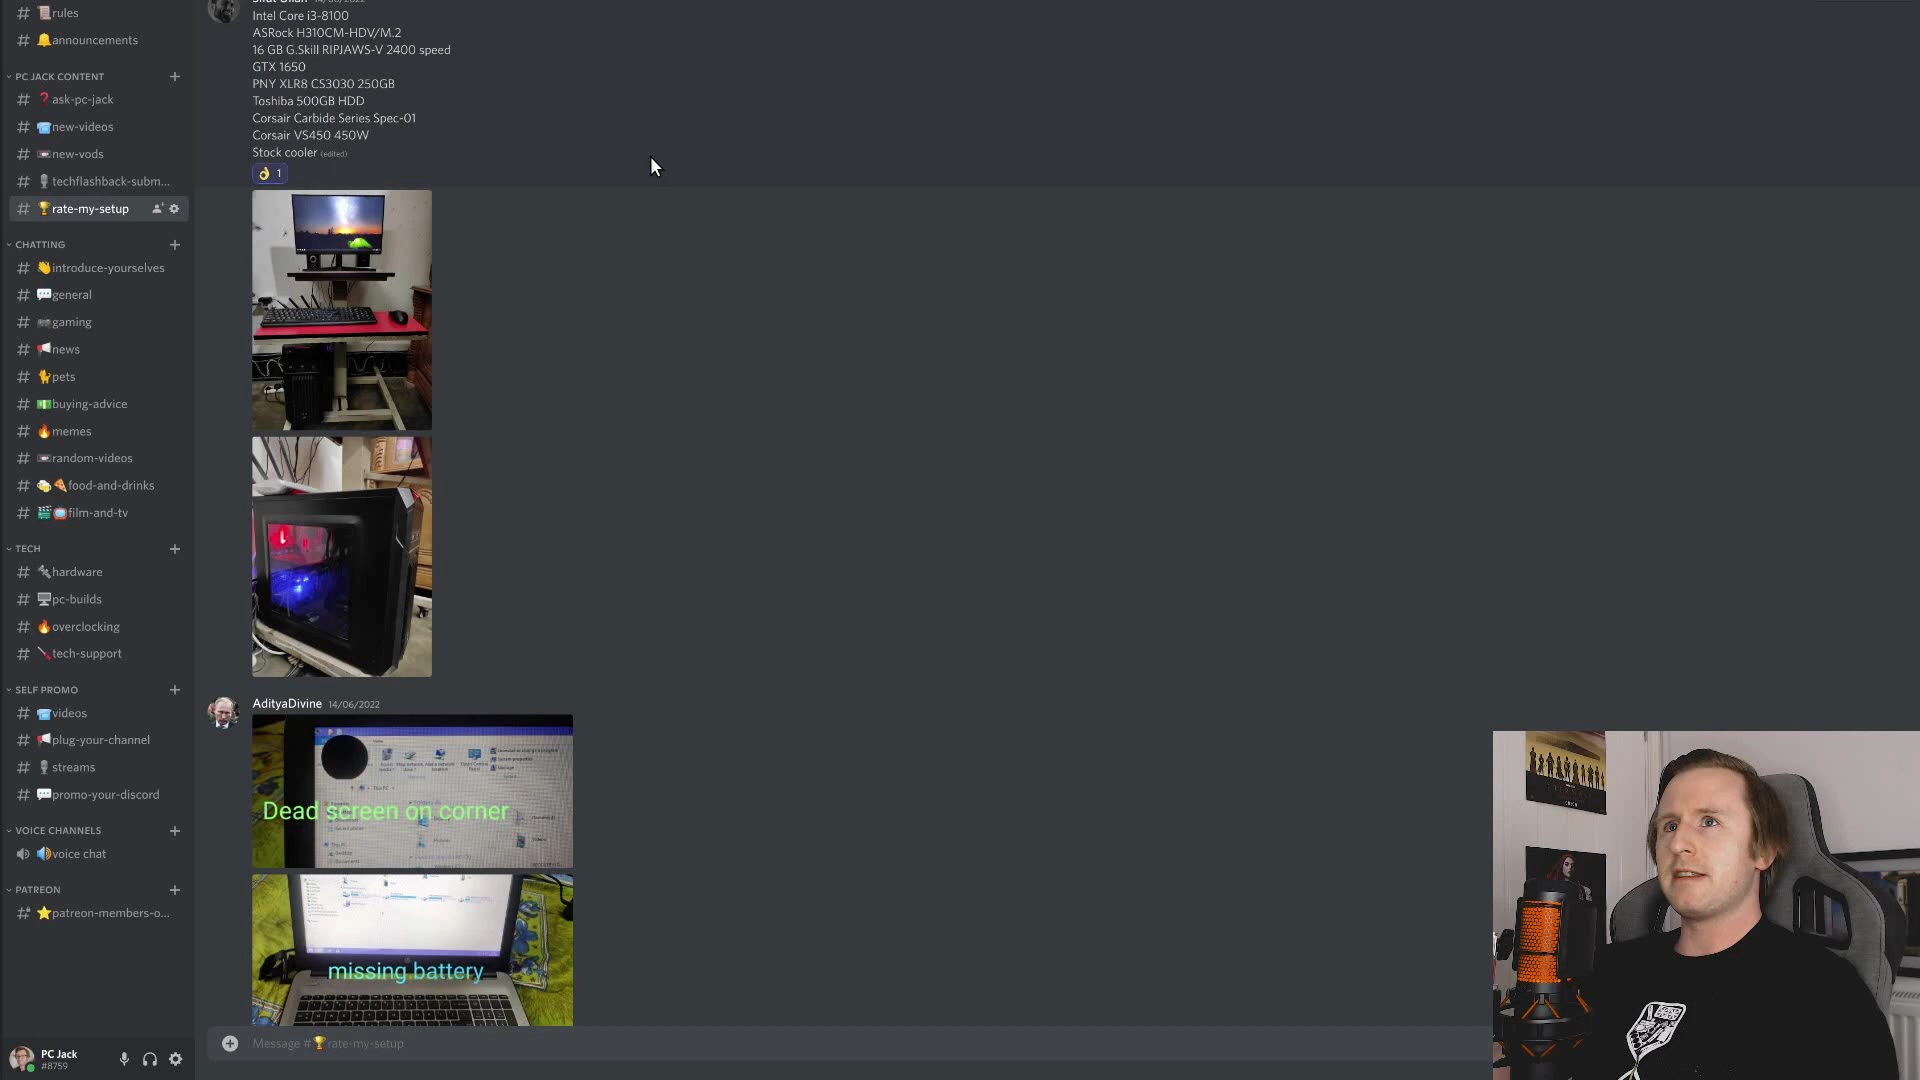 rules
announcements
PC JACK CONTENT
ask-pc-jack
new-videos
new-vods
techflashback-subm...
rate-my-setup
CHATTING
introduce-yourselves
general
gaming
news
pets
buying-advice
memes
random-videos
food-and-drinks
film-and-tv
TECH
hardware
pc-builds
overclocking
tech-support
SELF PROMO
videos
plug-your-channel
streams
promo-your-discord
VOICE CHANNELS
voice chat
PATREON
patreon-members-o...
PC Jack
#8759
Intel Core i3-8100
ASRock H310CM-HDV/M.2
16 GB G.Skill RIPJAWS-V 2400 speed
GTX 1650
PNY XLR8 CS3030 250GB
Toshiba 500GB HDD
Corsair Carbide Series Spec-01
Corsair VS450 450W
Stock cooler (edited)
1
AdityaDivine 14/06/2022
Dead screen on corner
missing battery
Message #rate-my-setup